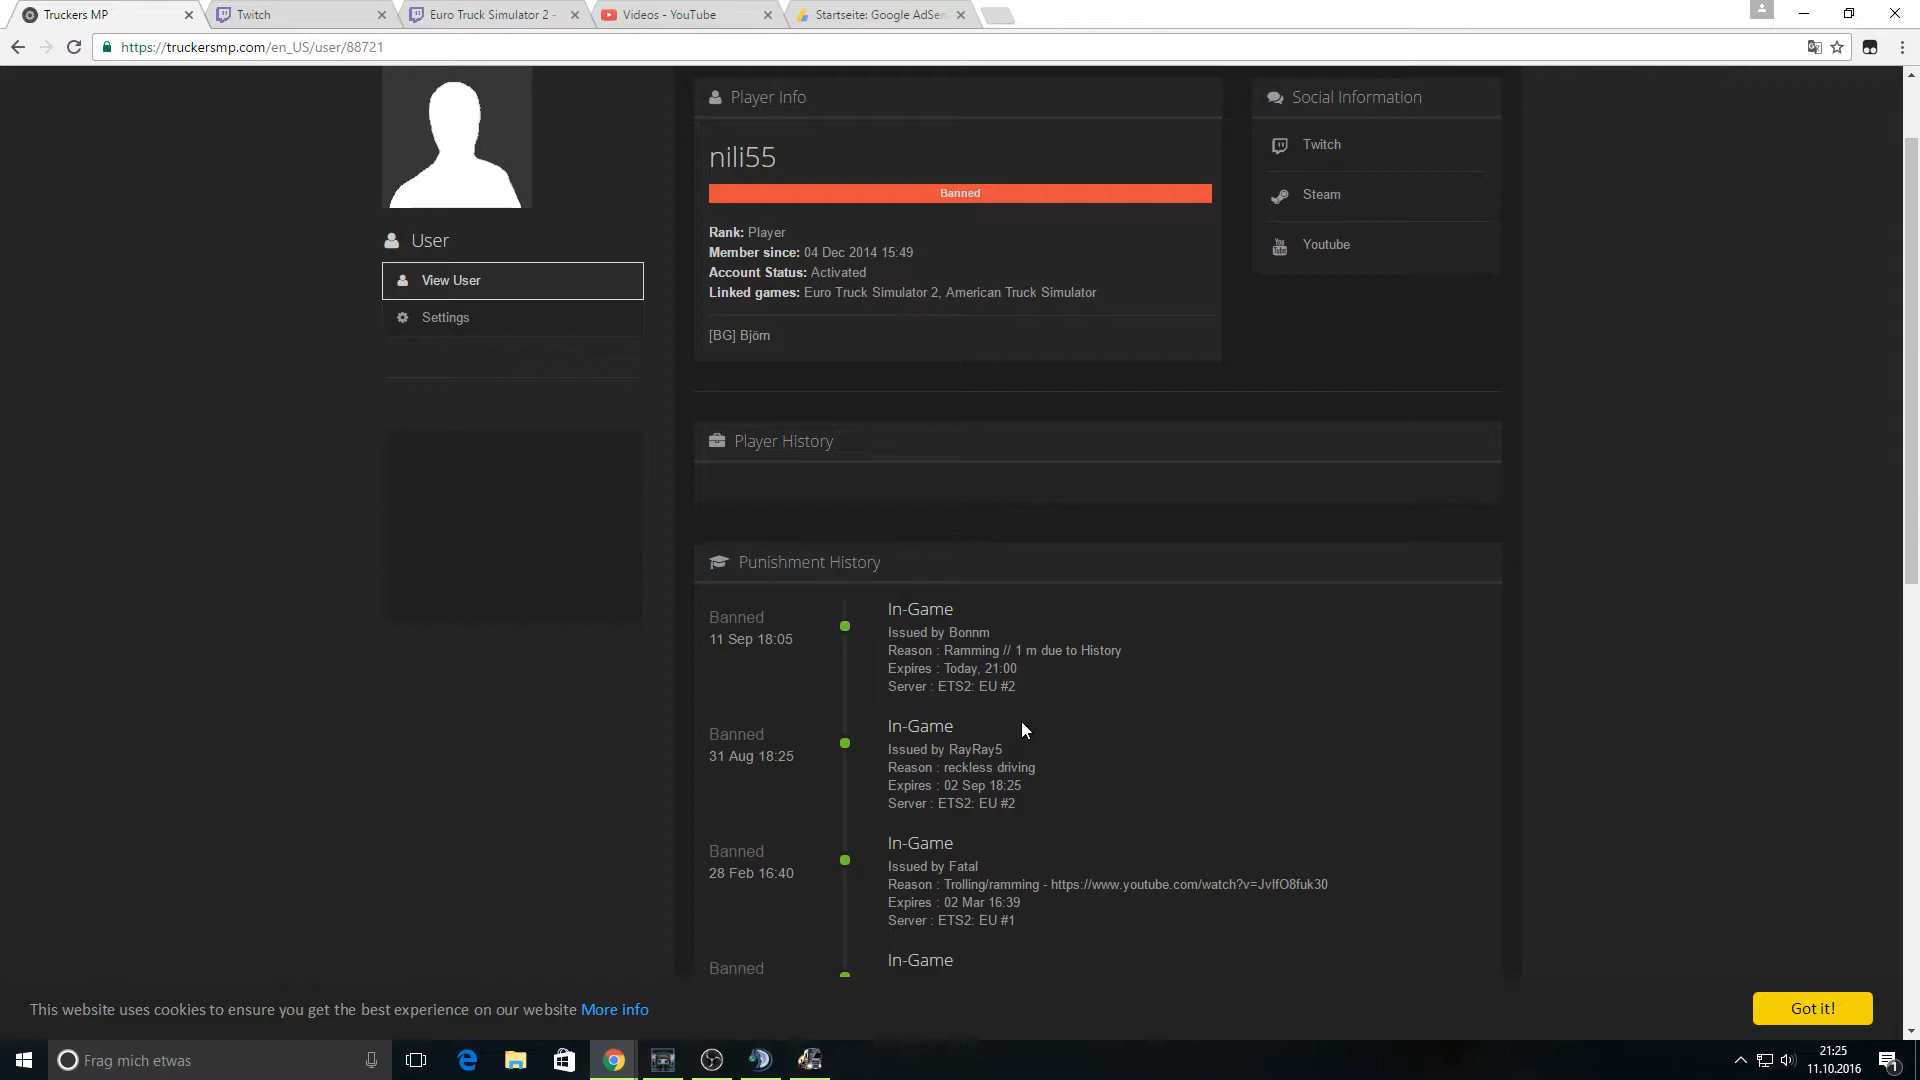 Truckers MP
Twitch
Euro Truck Simulator 2 -
Videos - YouTube
Startseite: Google AdSen
https://truckersmp.com/en_US/user/88721
Player Info
Social Information
nili55
Banned
Twitch
Steam
Youtube
Rank: Player
Member since: 04 Dec 2014 15:49
Account Status: Activated
Linked games: Euro Truck Simulator 2, American Truck Simulator
[BG] Björn
User
View User
Settings
Player History
Punishment History
Banned
11 Sep 18:05
In-Game
Issued by Bonnm
Reason : Ramming // 1 m due to History
Expires : Today, 21:00
Server : ETS2: EU #2
Banned
31 Aug 18:25
In-Game
Issued by RayRay5
Reason : reckless driving
Expires : 02 Sep 18:25
Server : ETS2: EU #2
Banned
28 Feb 16:40
In-Game
Issued by Fatal
Reason : Trolling/ramming - https://www.youtube.com/watch?v=JvIfO8fuk30
Expires : 02 Mar 16:39
Server : ETS2: EU #1
Banned
In-Game
This website uses cookies to ensure you get the best experience on our website More info
Got it!
Frag mich etwas
21:25
11.10.2016
1